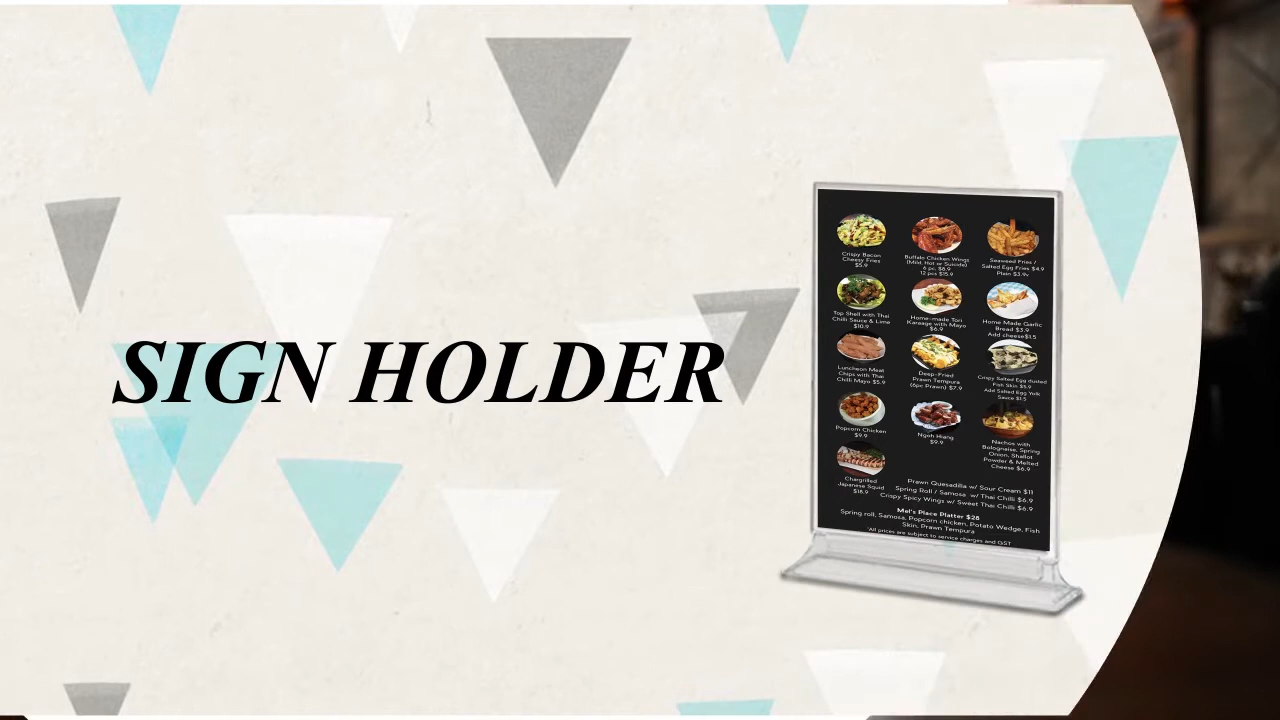 SIGN HOLDER
Crispy Bacon
Cheesy Fries
$5.9
Buffalo Chicken Wings
(Mild, Hot or Suicide)
6 pc $8.9
12 pcs $15.9
Seaweed Fries /
Salted Egg Fries $4.9
Plain $3.9v
Top Shell with Thai
Chilli Sauce & Lime
$10.9
Home-made Tori
Karaage with Mayo
$6.9
Home Made Garlic
Bread $3.9
Add cheese$1.5
Luncheon Meat
Chips with Thai
Chilli Mayo $5.9
Deep-Fried
Prawn Tempura
(6pc Prawn) $7.9
Crispy Salted Egg dusted
Fish Skin $5.9
Add Salted Egg Yolk
Sauce $1.5
Popcorn Chicken
$9.9
Ngoh Hiang
$9.9
Nachos with
Bolognaise, Spring
Onion, Shallot
Powder & Melted
Cheese $6.9
Chargrilled
Japanese Squid
$18.9
Prawn Quesadilla w/ Sour Cream $11
Spring Roll / Samosa w/ Thai Chilli $6.9
Crispy Spicy Wings w/ Sweet Thai Chilli $6.9
Mel's Place Platter $28
Spring roll, Samosa, Popcorn chicken, Potato Wedge, Fish
Skin, Prawn Tempura
*All prices are subject to service charges and GST